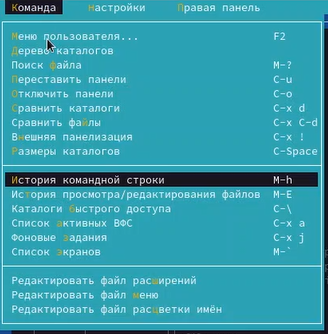 Команда Настройки Правая панель
Меню пользователя... F2
Дерево каталогов
Поиск файла M-?
Переставить панели C-u
Отключить панели C-o
Сравнить каталоги C-x d
Сравнить файлы C-x C-d
Внешняя панелизация C-x !
Размеры каталогов C-Space
История командной строки M-h
История просмотра/редактирования файлов M-E
Каталоги быстрого доступа C-\
Список активных ВФС C-x a
Фоновые задания C-x j
Список экранов M-`
Редактировать файл расширений
Редактировать файл меню
Редактировать файл расцветки имён